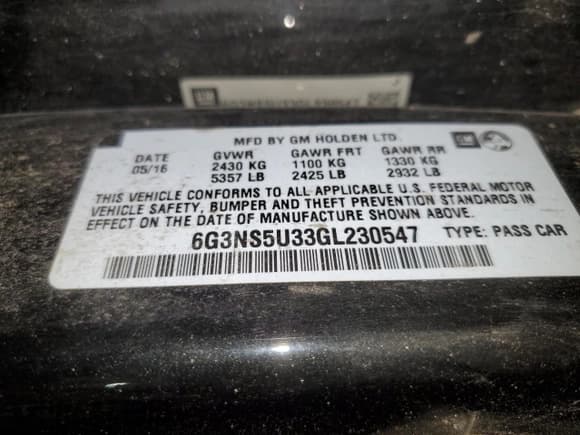 GM
MFD BY GM HOLDEN LTD.
GM
DATE GVWR GAWR FRT GAWR RR
05/16 2430 KG 1100 KG 1330 KG
5357 LB 2425 LB 2932 LB
THIS VEHICLE CONFORMS TO ALL APPLICABLE U.S. FEDERAL MOTOR
VEHICLE SAFETY, BUMPER AND THEFT PREVENTION STANDARDS IN
EFFECT ON THE DATE OF MANUFACTURE SHOWN ABOVE.
6G3NS5U33GL230547 TYPE: PASS CAR